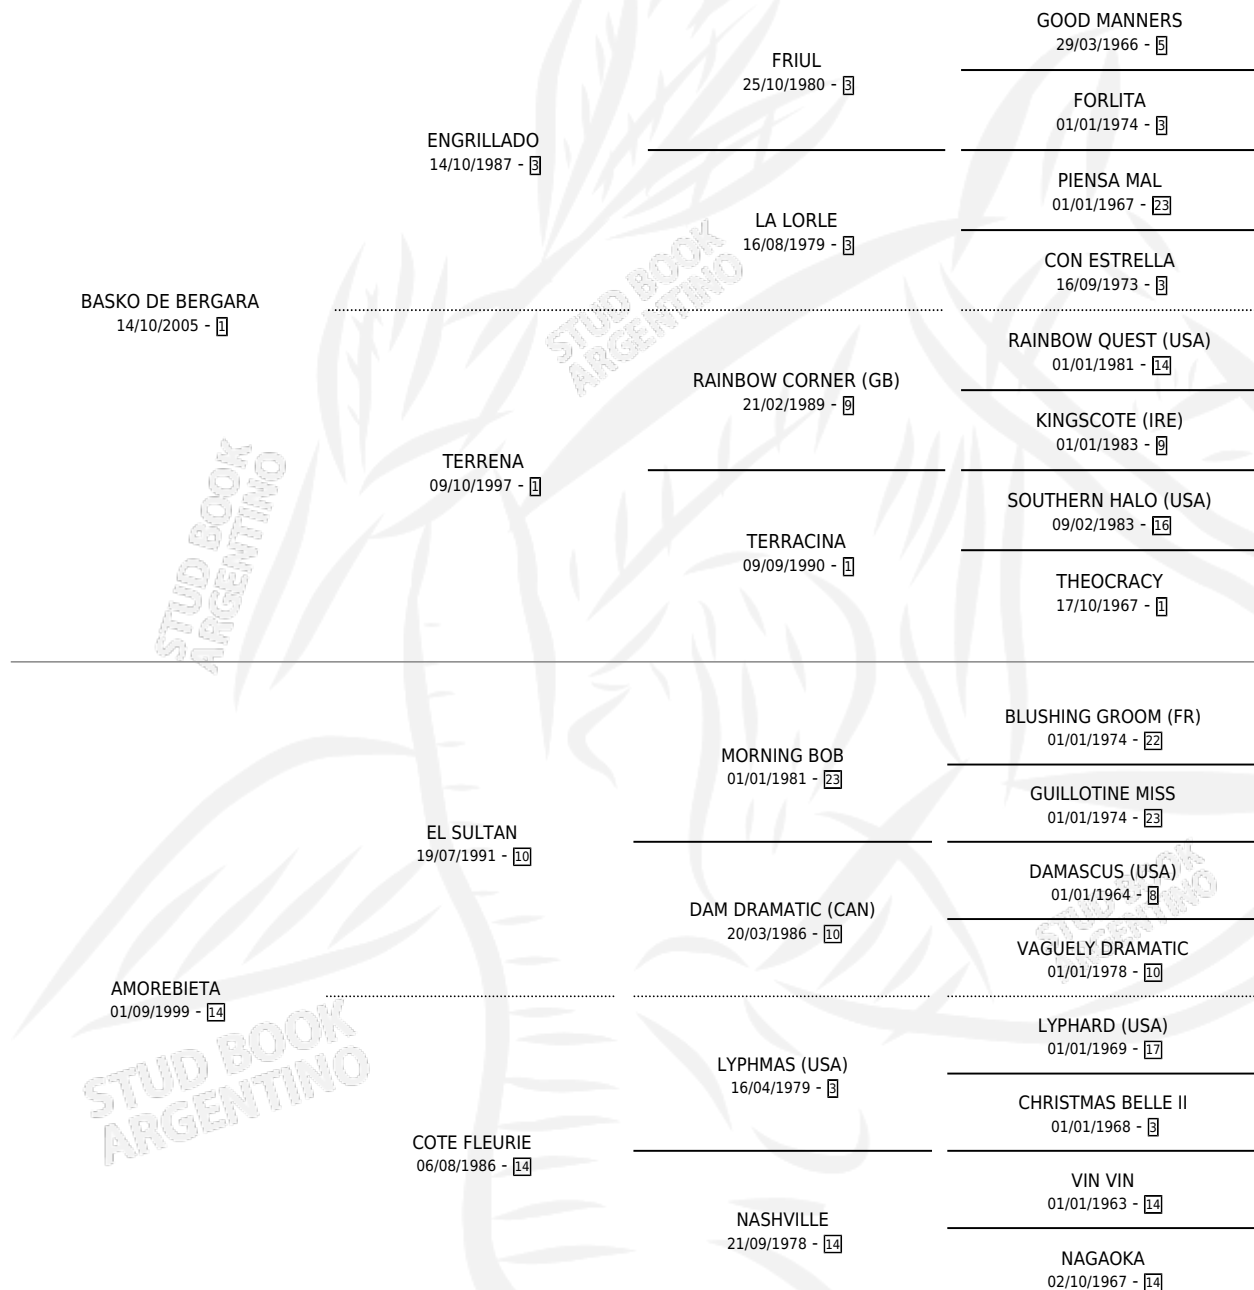 GOOD MANNERS
29/03/1966 - 5
FRIUL
25/10/1980 - 3
FORLITA
01/01/1974 - 3
ENGRILLADO
14/10/1987 - 3
PIENSA MAL
01/01/1967 - 23
LA LORLE
16/08/1979 - 3
CON ESTRELLA
16/09/1973 - 3
BASKO DE BERGARA
14/10/2005 - 1
RAINBOW QUEST (USA)
01/01/1981 - 14
RAINBOW CORNER (GB)
21/02/1989 - 9
KINGSCOTE (IRE)
01/01/1983 - 9
TERRENA
09/10/1997 - 1
SOUTHERN HALO (USA)
09/02/1983 - 16
TERRACINA
09/09/1990 - 1
THEOCRACY
17/10/1967 - 1
STUD BOOK
ARGENTINO
STUD BOOK
ARGENTINO
BLUSHING GROOM (FR)
01/01/1974 - 22
MORNING BOB
01/01/1981 - 23
GUILLOTINE MISS
01/01/1974 - 23
EL SULTAN
19/07/1991 - 10
DAMASCUS (USA)
01/01/1964 - 8
DAM DRAMATIC (CAN)
20/03/1986 - 10
VAGUELY DRAMATIC
01/01/1978 - 10
AMOREBIETA
01/09/1999 - 14
LYPHARD (USA)
01/01/1969 - 17
LYPHMAS (USA)
16/04/1979 - 3
CHRISTMAS BELLE II
01/01/1968 - 3
COTE FLEURIE
06/08/1986 - 14
VIN VIN
01/01/1963 - 14
NASHVILLE
21/09/1978 - 14
NAGAOKA
02/10/1967 - 14
STUD BOOK
ARGENTINO
STUD BOOK
ARGENTINO